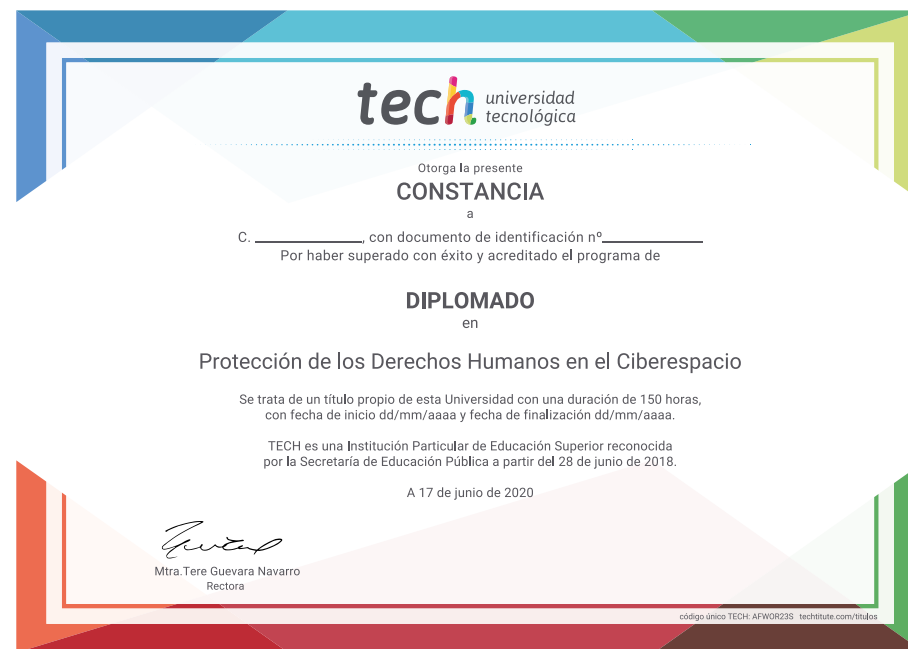 tech universidad
tecnológica
Otorga la presente
CONSTANCIA
a
C. ____________, con documento de identificación nº____________
Por haber superado con éxito y acreditado el programa de
DIPLOMADO
en
Protección de los Derechos Humanos en el Ciberespacio
Se trata de un título propio de esta Universidad con una duración de 150 horas,
con fecha de inicio dd/mm/aaaa y fecha de finalización dd/mm/aaaa.
TECH es una Institución Particular de Educación Superior reconocida
por la Secretaría de Educación Pública a partir del 28 de junio de 2018.
A 17 de junio de 2020
Mtra.Tere Guevara Navarro
Rectora
código único TECH: AFWOR23S techtitute.com/titulos